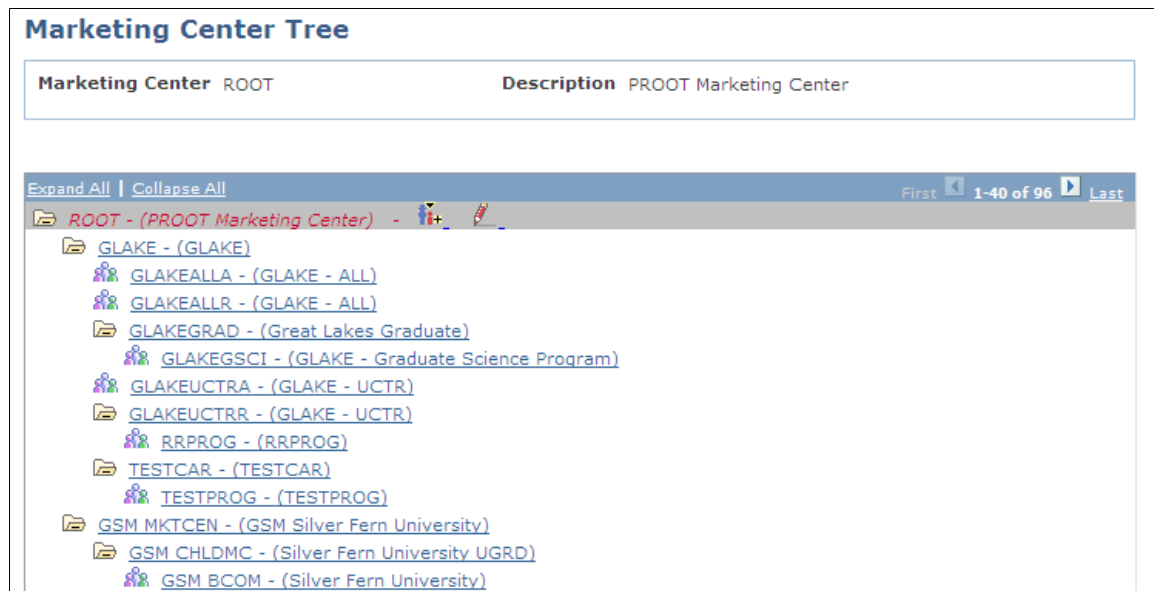 Marketing Center Tree
Marketing Center ROOT Description PROOT Marketing Center
Expand All | Collapse All First 1-40 of 96 Last
ROOT - (PROOT Marketing Center) -
GLAKE - (GLAKE)
GLAKEALLA - (GLAKE - ALL)
GLAKEALLR - (GLAKE - ALL)
GLAKEGRAD - (Great Lakes Graduate)
GLAKEGSCI - (GLAKE - Graduate Science Program)
GLAKEUCTRA - (GLAKE - UCTR)
GLAKEUCTRR - (GLAKE - UCTR)
RRPROG - (RRPROG)
TESTCAR - (TESTCAR)
TESTPROG - (TESTPROG)
GSM MKTCEN - (GSM Silver Fern University)
GSM CHLDMC - (Silver Fern University UGRD)
GSM BCOM - (Silver Fern University)